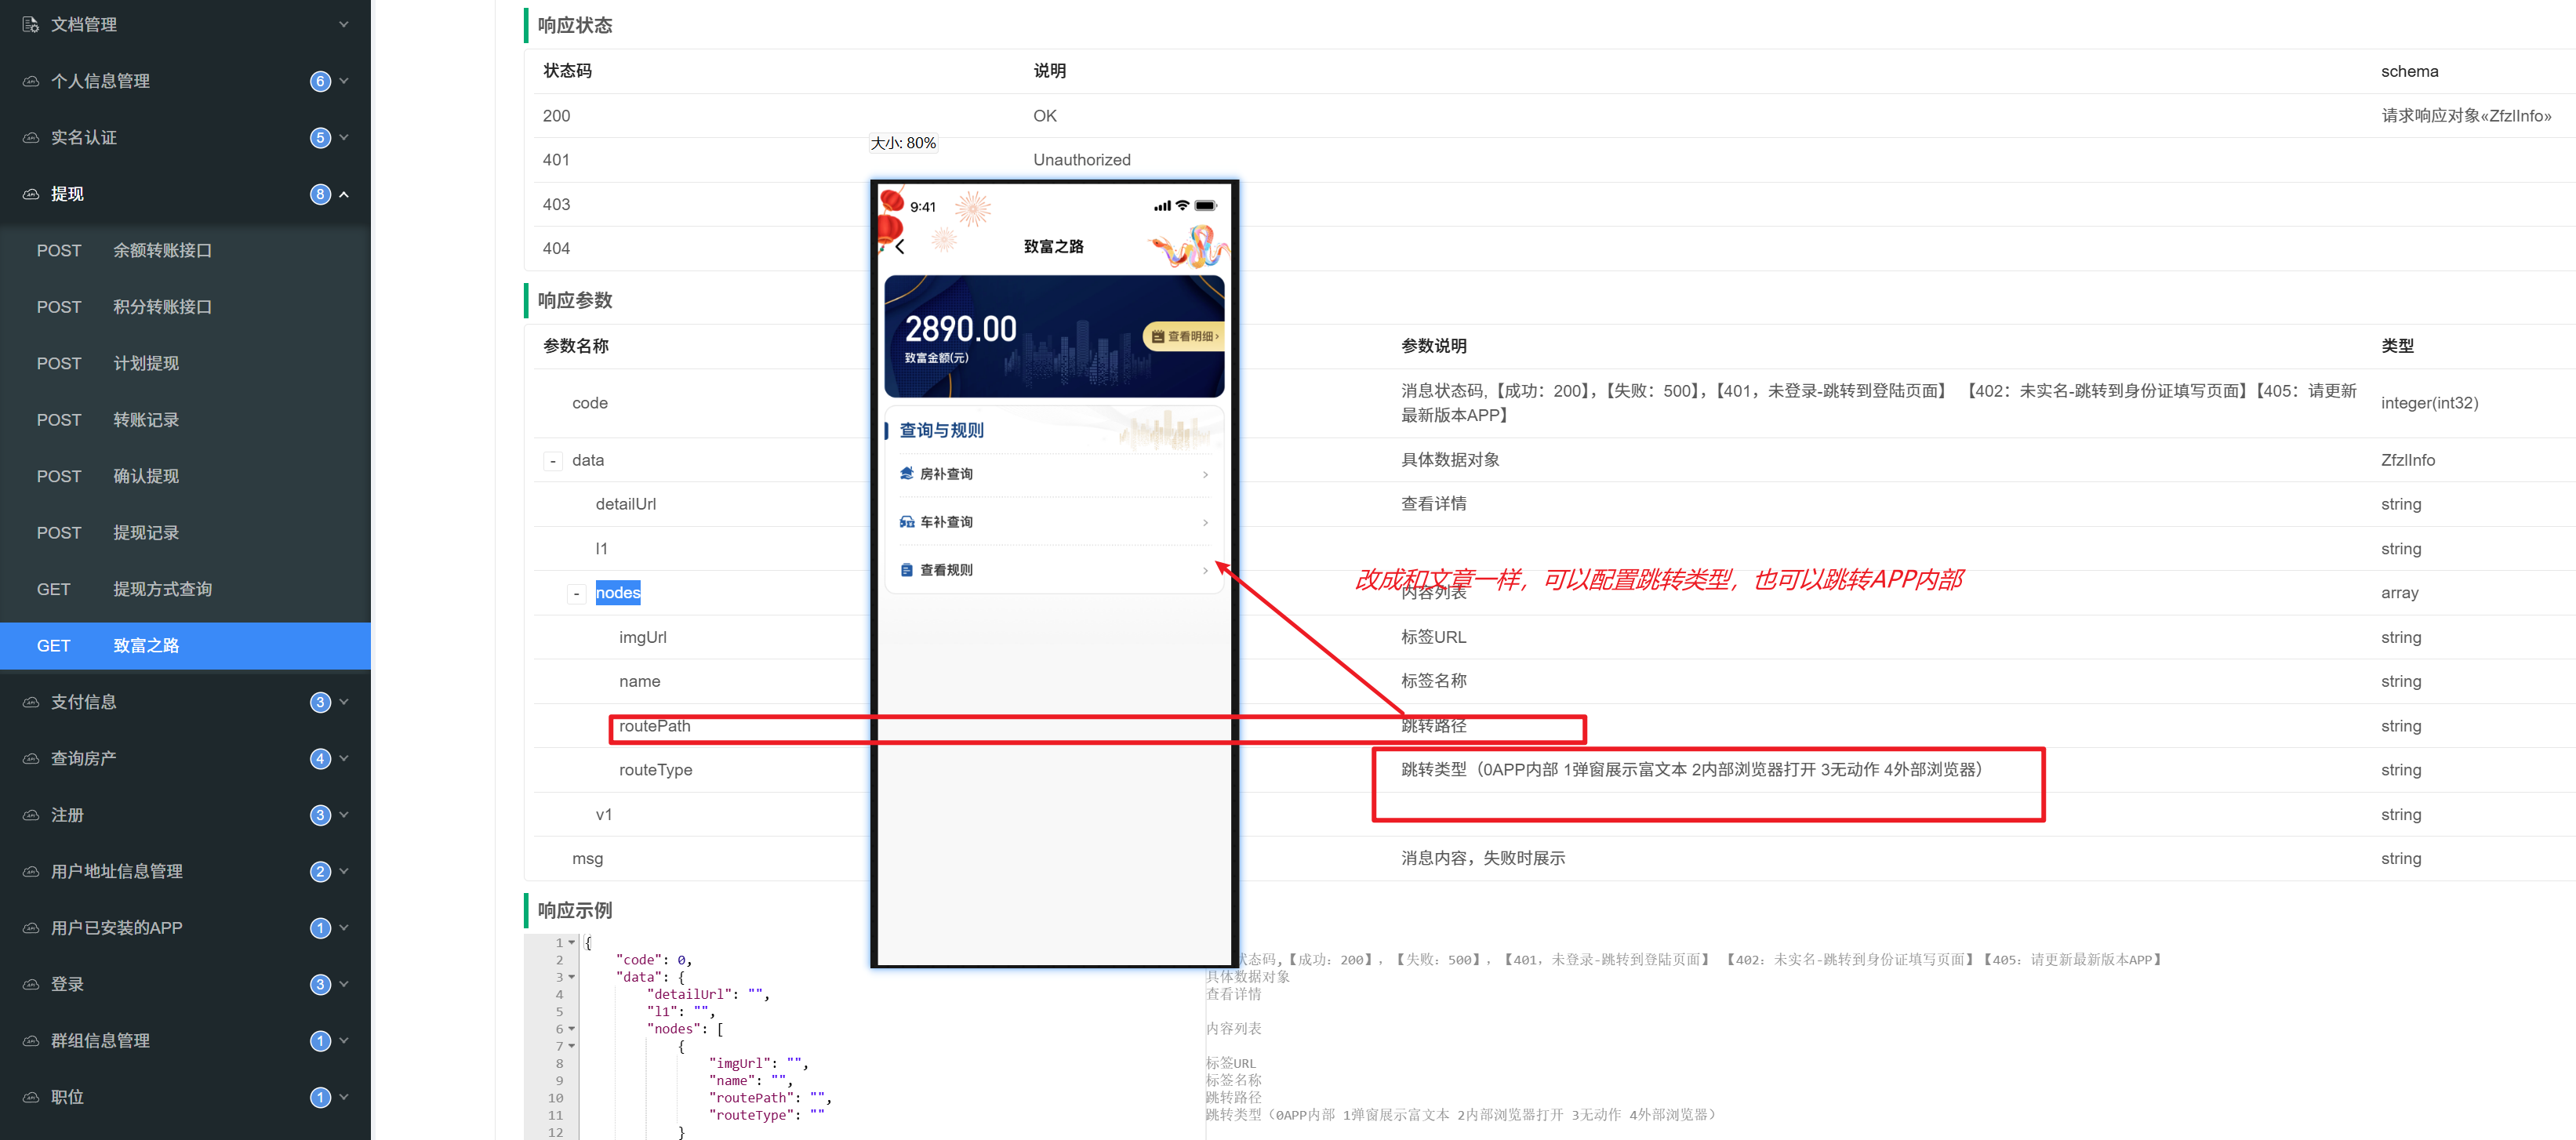 文档管理
个人信息管理 6
实名认证 5
提现 8
POST 余额转账接口
POST 积分转账接口
POST 计划提现
POST 转账记录
POST 确认提现
POST 提现记录
GET 提现方式查询
GET 致富之路
支付信息 3
查询房产 4
注册 3
用户地址信息管理 2
用户已安装的APP 1
登录 3
群组信息管理 1
职位 1
响应状态
状态码 说明 schema
200 OK 请求响应对象«ZfzlInfo»
401 Unauthorized
403
404
大小: 80%
9:41
致富之路
2890.00
致富金额(元)
查看明细›
查询与规则
房补查询
车补查询
查看规则
响应参数
参数名称 参数说明 类型
code 消息状态码,【成功：200】，【失败：500】，【401，未登录-跳转到登陆页面】 【402：未实名-跳转到身份证填写页面】【405：请更新
最新版本APP】 integer(int32)
- data 具体数据对象 ZfzlInfo
detailUrl 查看详情 string
l1 string
改成和文章一样，可以配置跳转类型，也可以跳转APP内部
- nodes 内容列表 array
imgUrl 标签URL string
name 标签名称 string
routePath 跳转路径 string
routeType 跳转类型（0APP内部 1弹窗展示富文本 2内部浏览器打开 3无动作 4外部浏览器） string
v1 string
msg 消息内容，失败时展示 string
响应示例
1 {
2 "code": 0, 状态码,【成功：200】，【失败：500】，【401，未登录-跳转到登陆页面】 【402：未实名-跳转到身份证填写页面】【405：请更新最新版本APP】
3 "data": { 具体数据对象
4 "detailUrl": "", 查看详情
5 "l1": "",
6 "nodes": [ 内容列表
7 {
8 "imgUrl": "", 标签URL
9 "name": "", 标签名称
10 "routePath": "", 跳转路径
11 "routeType": "" 跳转类型（0APP内部 1弹窗展示富文本 2内部浏览器打开 3无动作 4外部浏览器）
12 }